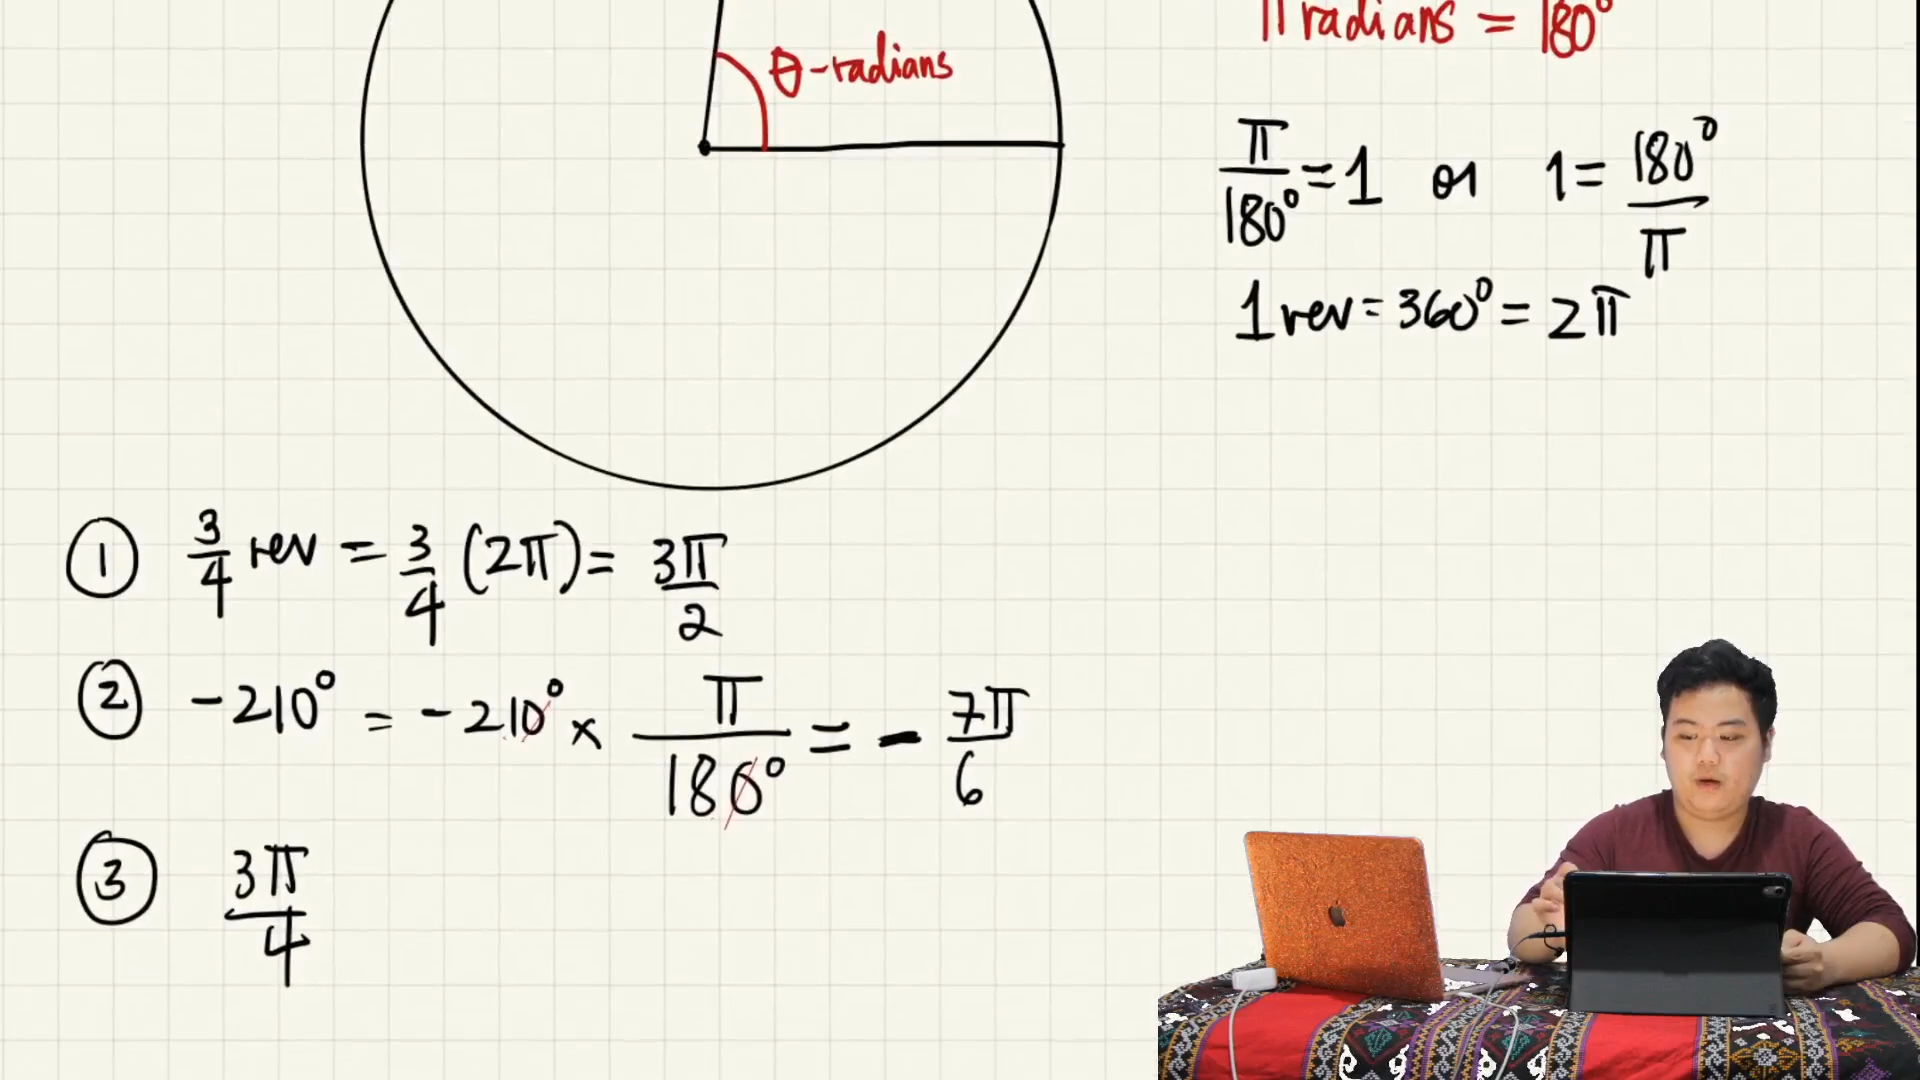 π radians = 180°
θ-radians
π/180° = 1 or 1 = 180°/π
1 rev = 360° = 2π
① 3/4 rev = 3/4 (2π) = 3π/2
② -210° = -210° × π/180° = - 7π/6
③ 3π/4